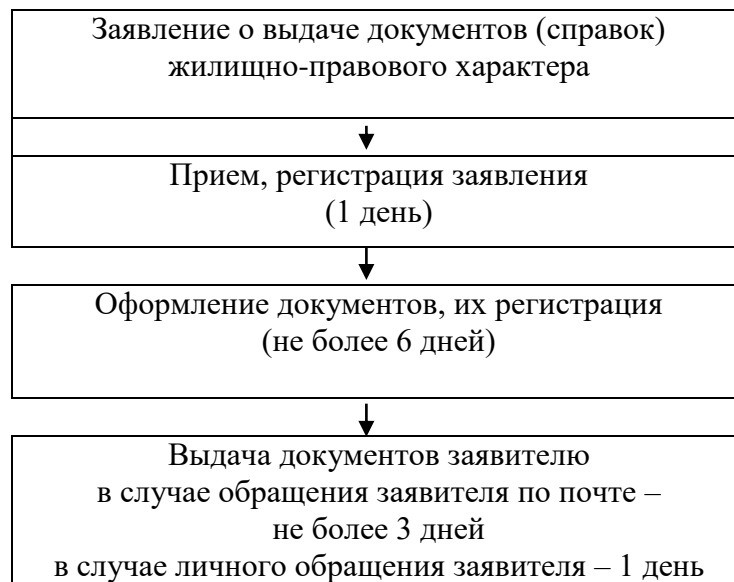 Заявление о выдаче документов (справок)
жилищно-правового характера
Прием, регистрация заявления
(1 день)
Оформление документов, их регистрация
(не более 6 дней)
Выдача документов заявителю
в случае обращения заявителя по почте –
не более 3 дней
в случае личного обращения заявителя – 1 день